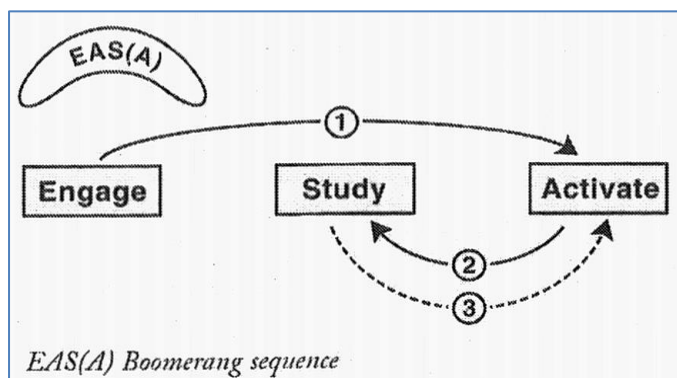 EAS(A)
1
Engage
Study
Activate
2
3
EAS(A) Boomerang sequence